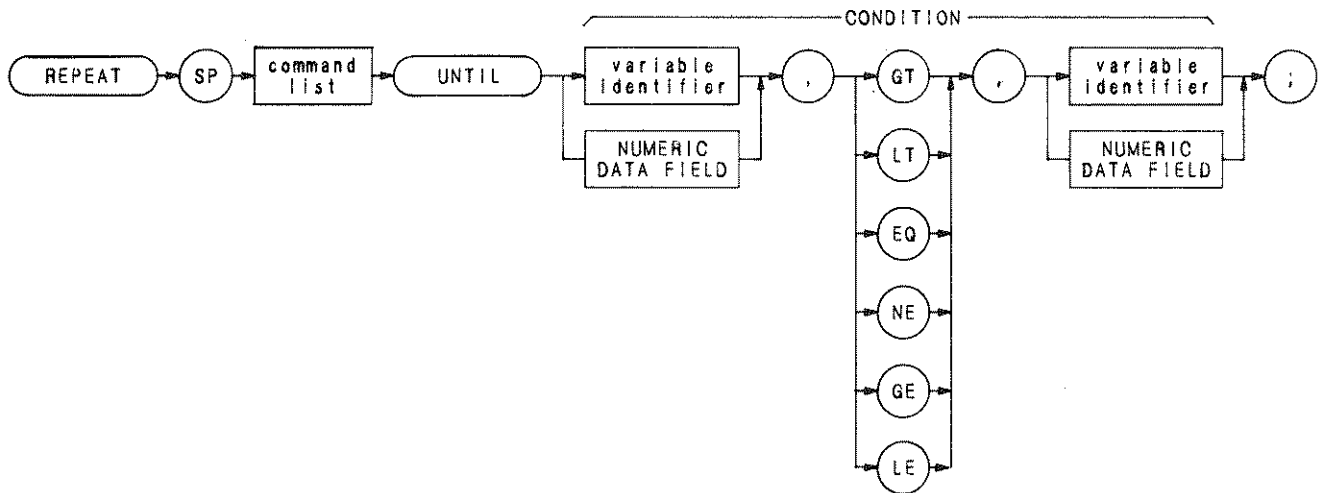 CONDITION
REPEAT
SP
command
list
UNTIL
variable
identifier
,
GT
,
variable
identifier
;
NUMERIC
DATA FIELD
LT
NUMERIC
DATA FIELD
EQ
NE
GE
LE